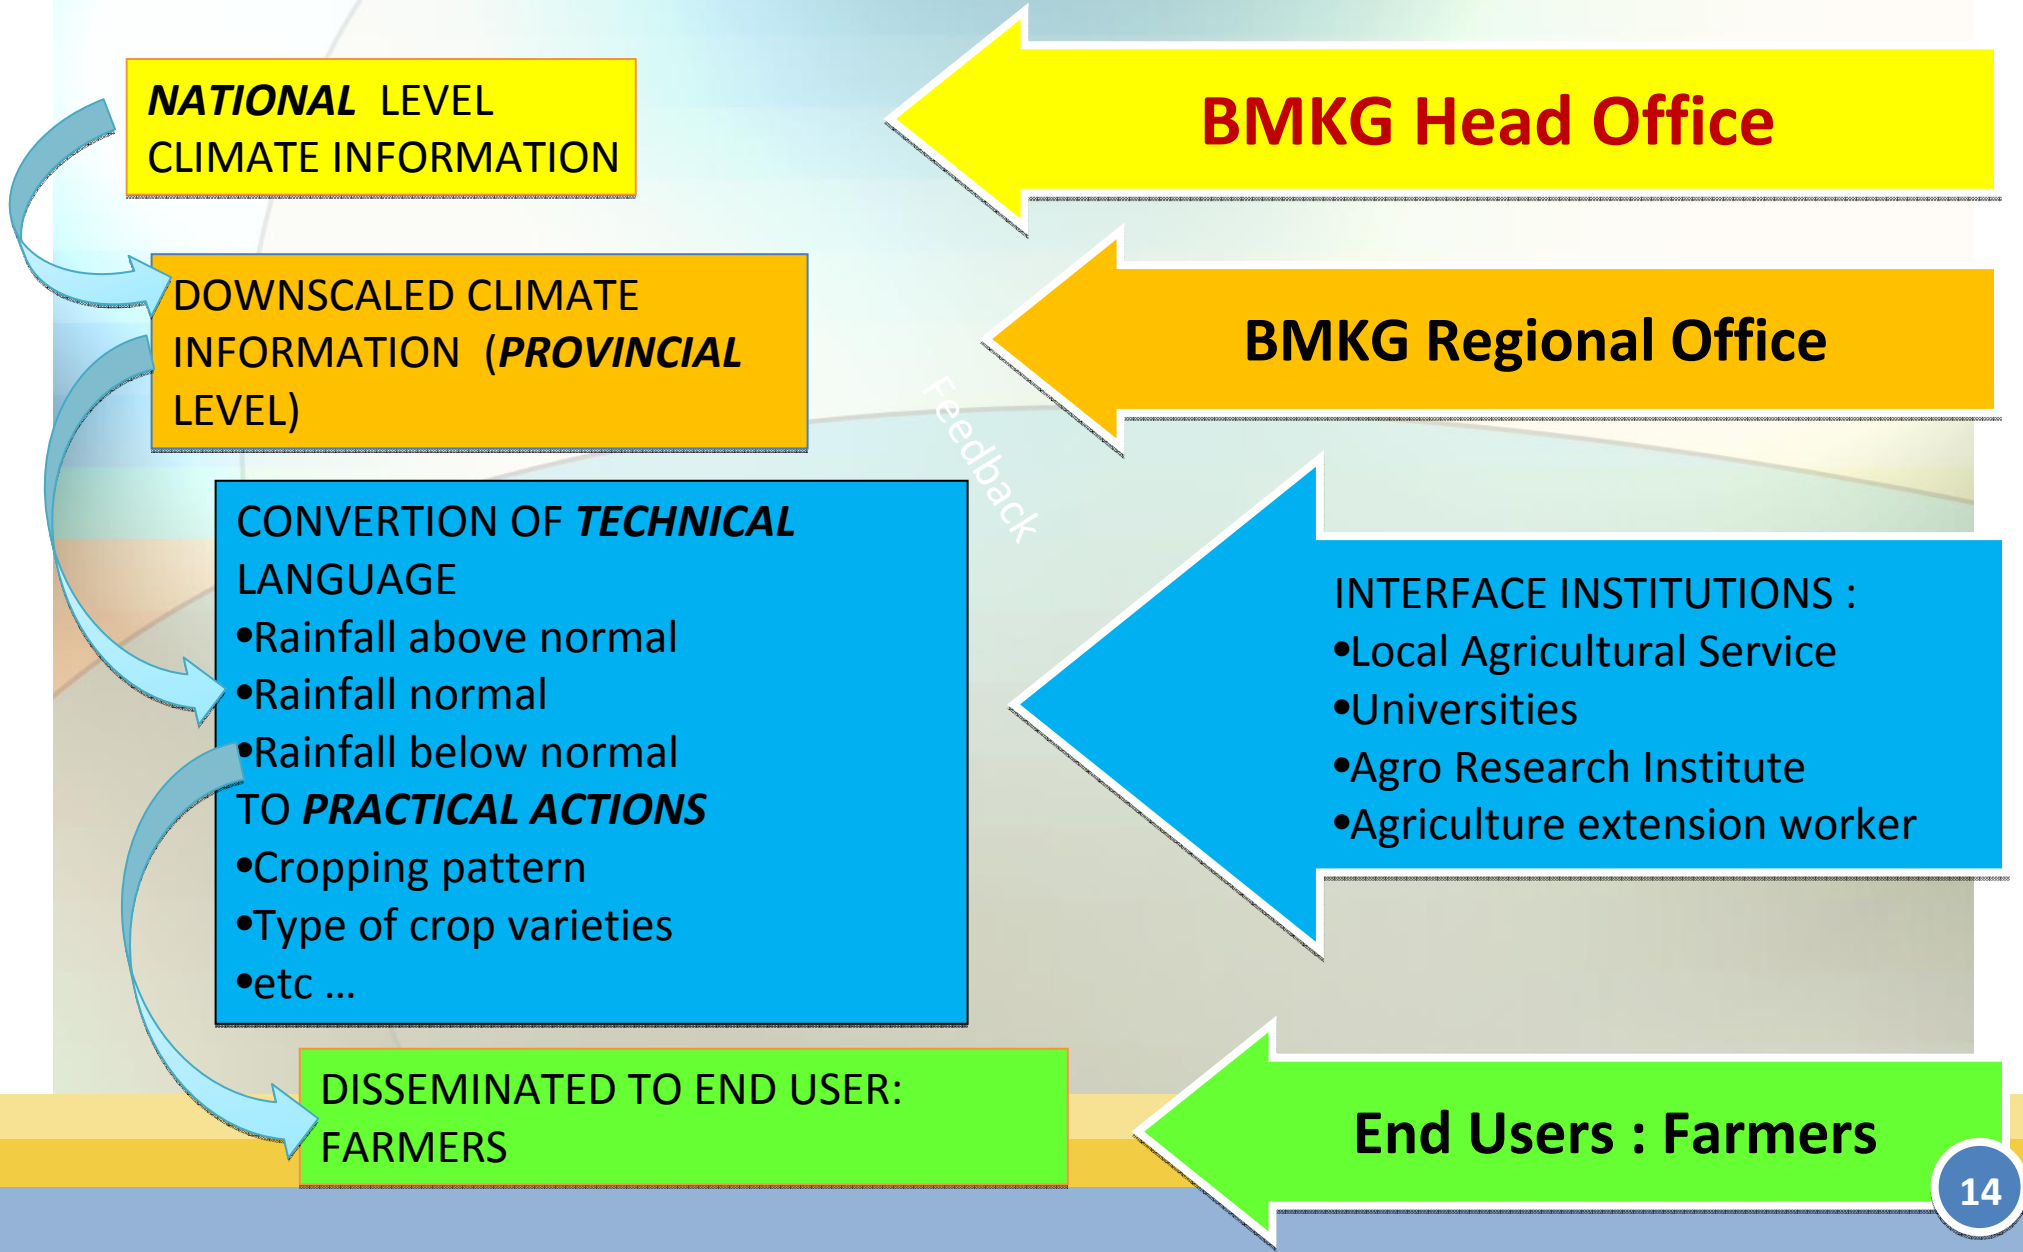 NATIONAL LEVEL
CLIMATE INFORMATION
BMKG Head Office
DOWNSCALED CLIMATE
INFORMATION (PROVINCIAL
LEVEL)
BMKG Regional Office
Feedback
CONVERTION OF TECHNICAL
LANGUAGE
•Rainfall above normal
•Rainfall normal
•Rainfall below normal
TO PRACTICAL ACTIONS
•Cropping pattern
•Type of crop varieties
•etc ...
INTERFACE INSTITUTIONS :
•Local Agricultural Service
•Universities
•Agro Research Institute
•Agriculture extension worker
DISSEMINATED TO END USER:
FARMERS
End Users : Farmers
14